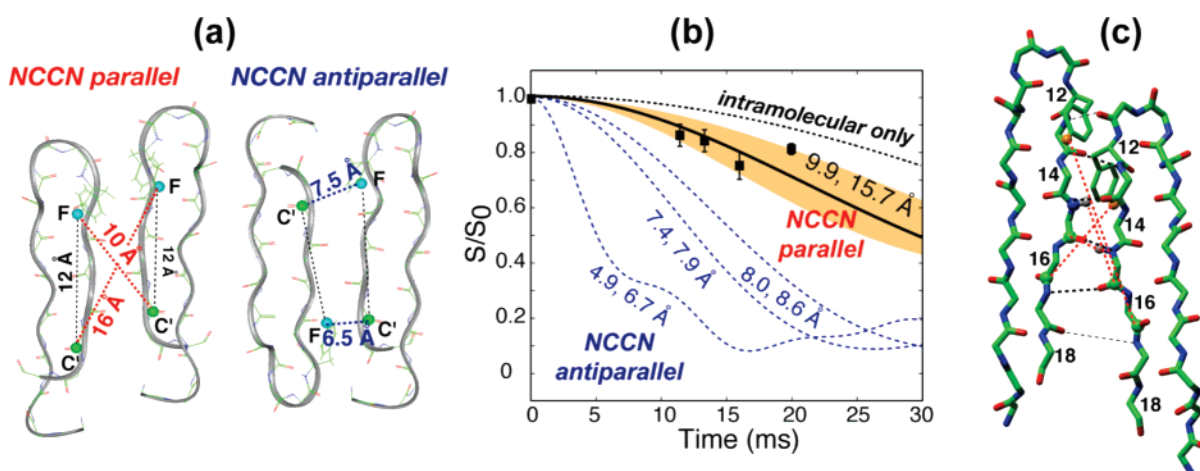 (a)
NCCN parallel
NCCN antiparallel
F
F
12 Å
10 Å
12 Å
16 Å
C'
C'
7.5 Å
F
C'
F
6.5 Å
C'
(b)
S/S0
1
0.8
0.6
0.4
0.2
0
0
5
10
15
20
25
30
Time (ms)
intramolecular only
9.9, 15.7 Å
NCCN
parallel
8.0, 8.6 Å
7.4, 7.9 Å
4.9, 6.7 Å
NCCN
antiparallel
(c)
12
12
14
14
16
16
18
18